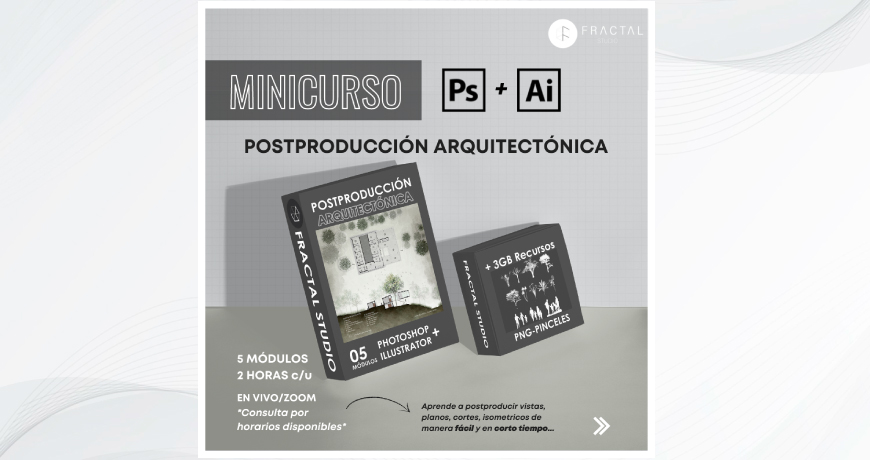 FRACTAL
MINICURSO
Ps + Ai
POSTPRODUCCIÓN ARQUITECTÓNICA
POSTPRODUCCIÓN
ARQUITECTÓNICA
FRACTAL STUDIO
05
MÓDULOS
PHOTOSHOP +
ILLUSTRATOR
+ 3GB Recursos
FRACTAL STUDIO
PNG-PINCELES
5 MÓDULOS
2 HORAS c/u
EN VIVO/ZOOM
*Consulta por
horarios disponibles*
Aprende a postproducir vistas,
planos, cortes, isometricos de
manera fácil y en corto tiempo...